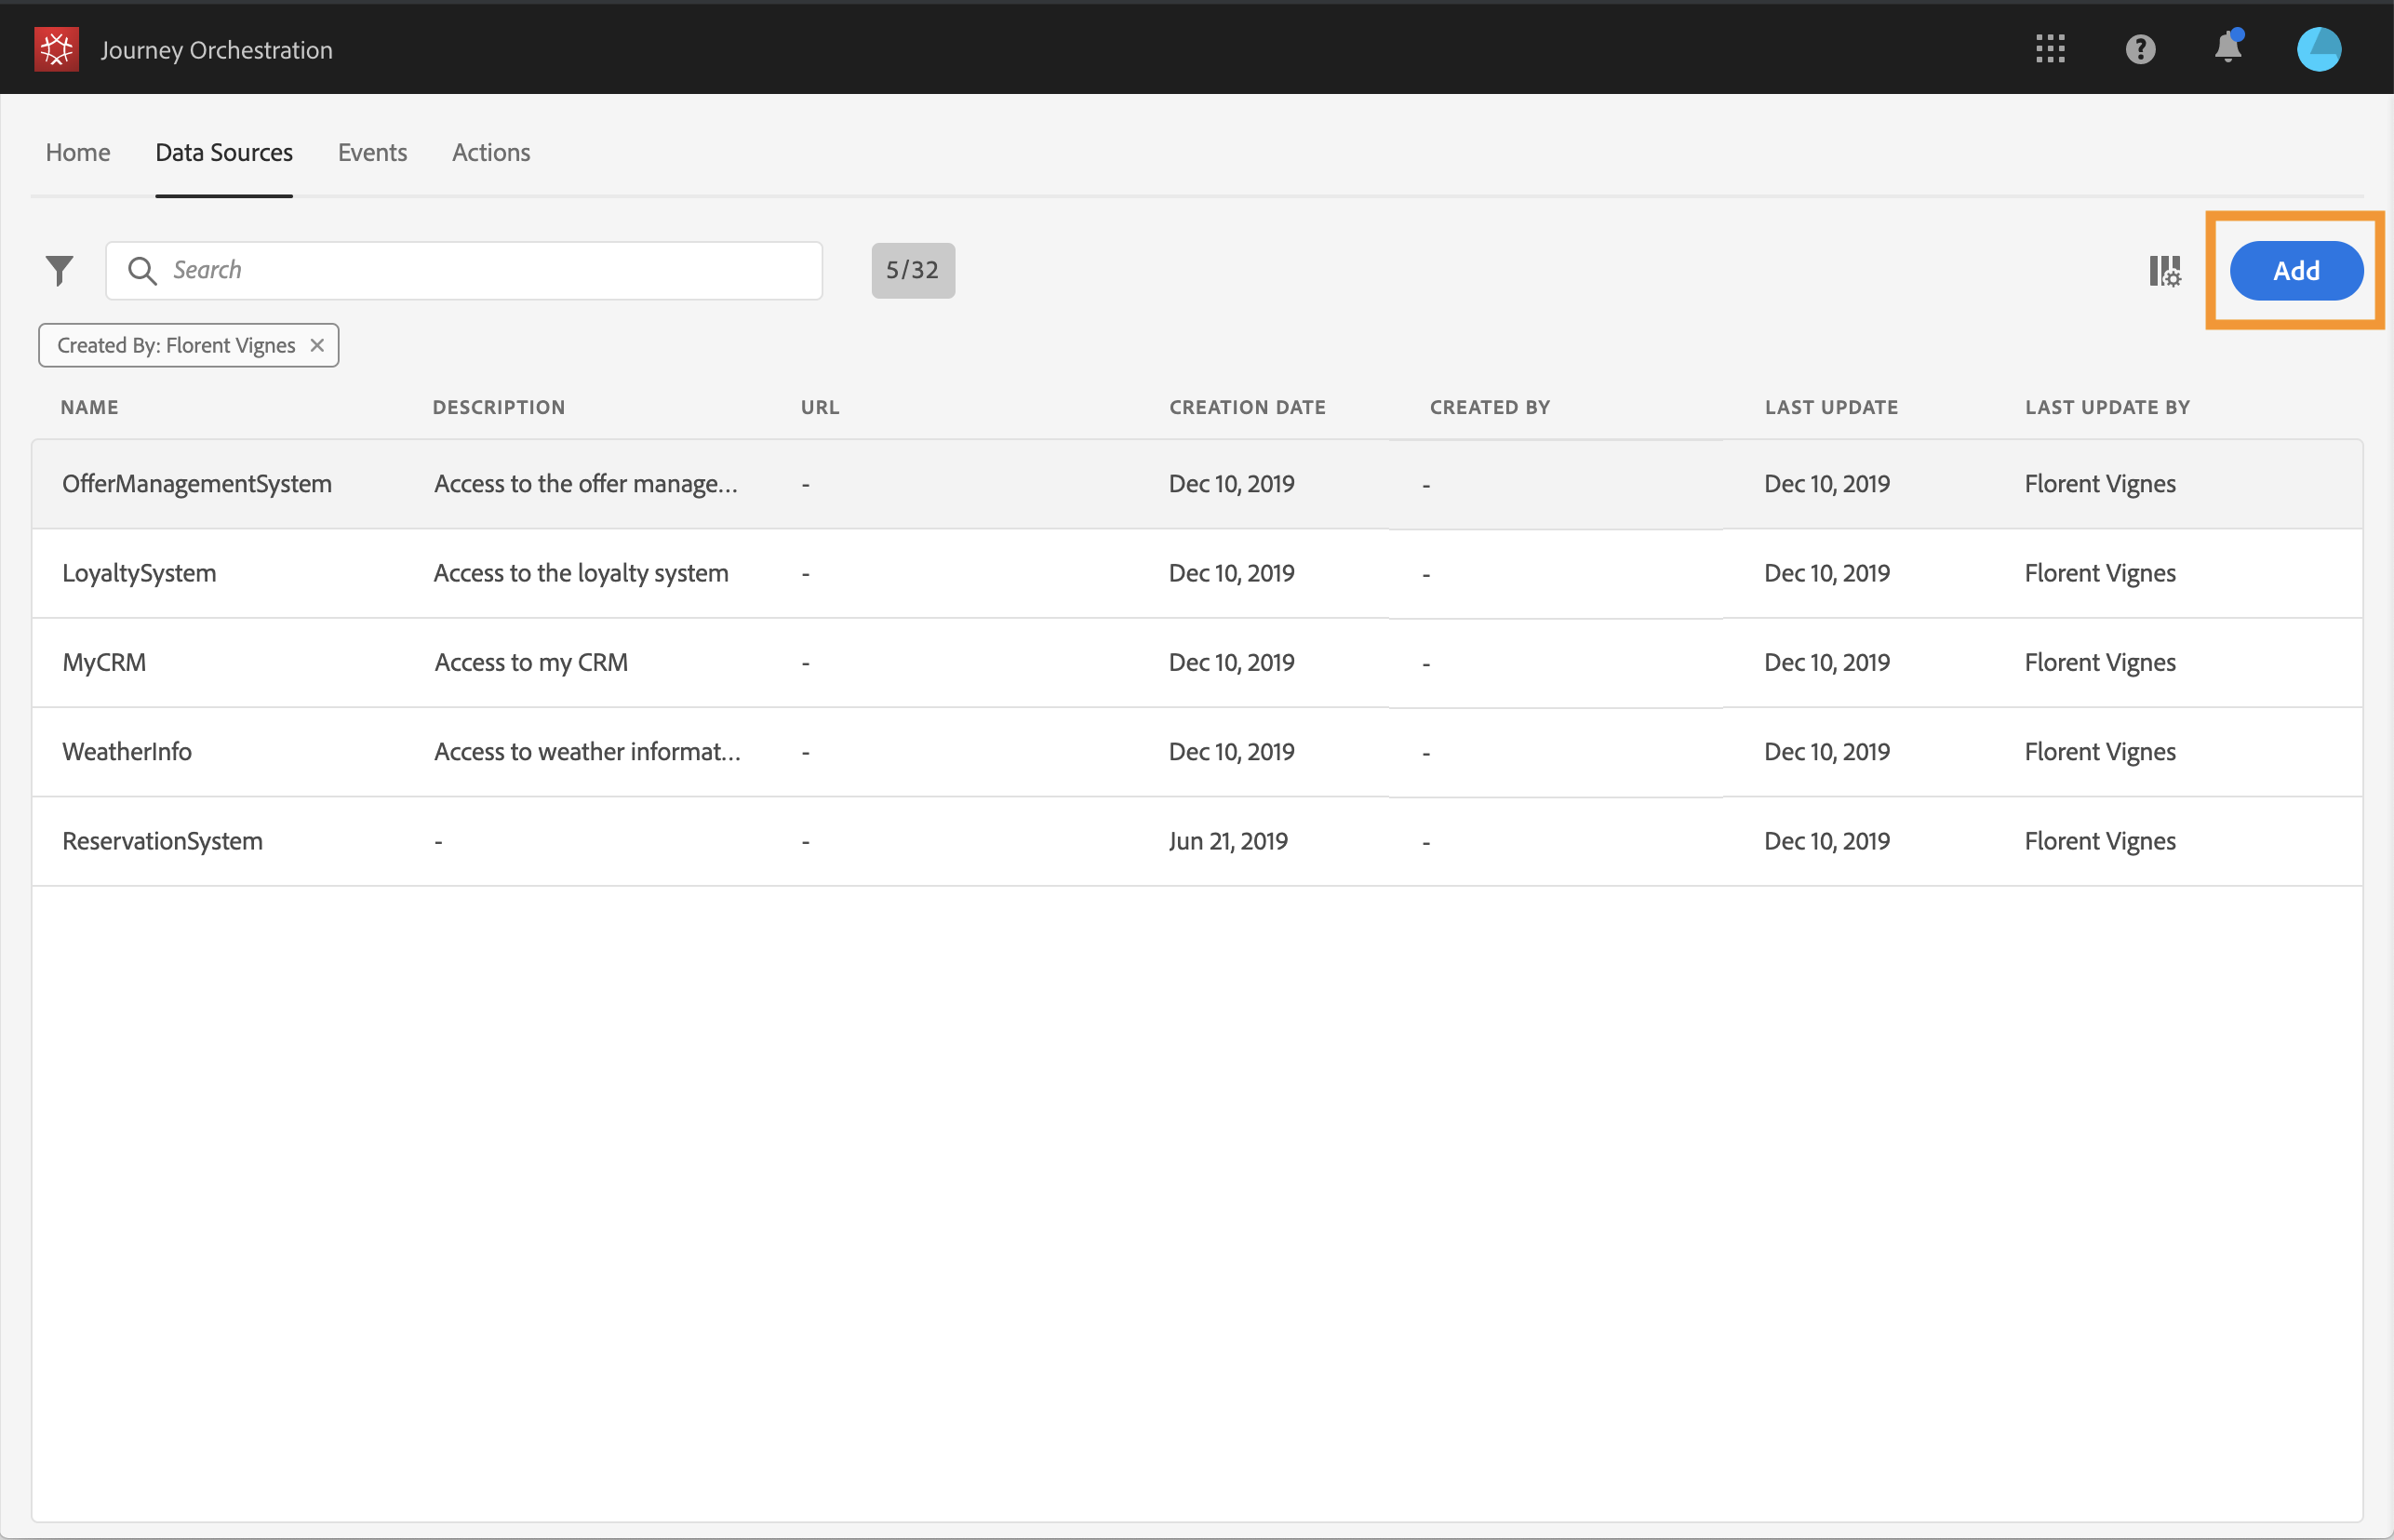 Journey Orchestration
Home Data Sources Events Actions
Search 5/32 Add
Created By: Florent Vignes ×
NAME DESCRIPTION URL CREATION DATE CREATED BY LAST UPDATE LAST UPDATE BY
OfferManagementSystem Access to the offer manage... - Dec 10, 2019 - Dec 10, 2019 Florent Vignes
LoyaltySystem Access to the loyalty system - Dec 10, 2019 - Dec 10, 2019 Florent Vignes
MyCRM Access to my CRM - Dec 10, 2019 - Dec 10, 2019 Florent Vignes
WeatherInfo Access to weather informat... - Dec 10, 2019 - Dec 10, 2019 Florent Vignes
ReservationSystem - - Jun 21, 2019 - Dec 10, 2019 Florent Vignes